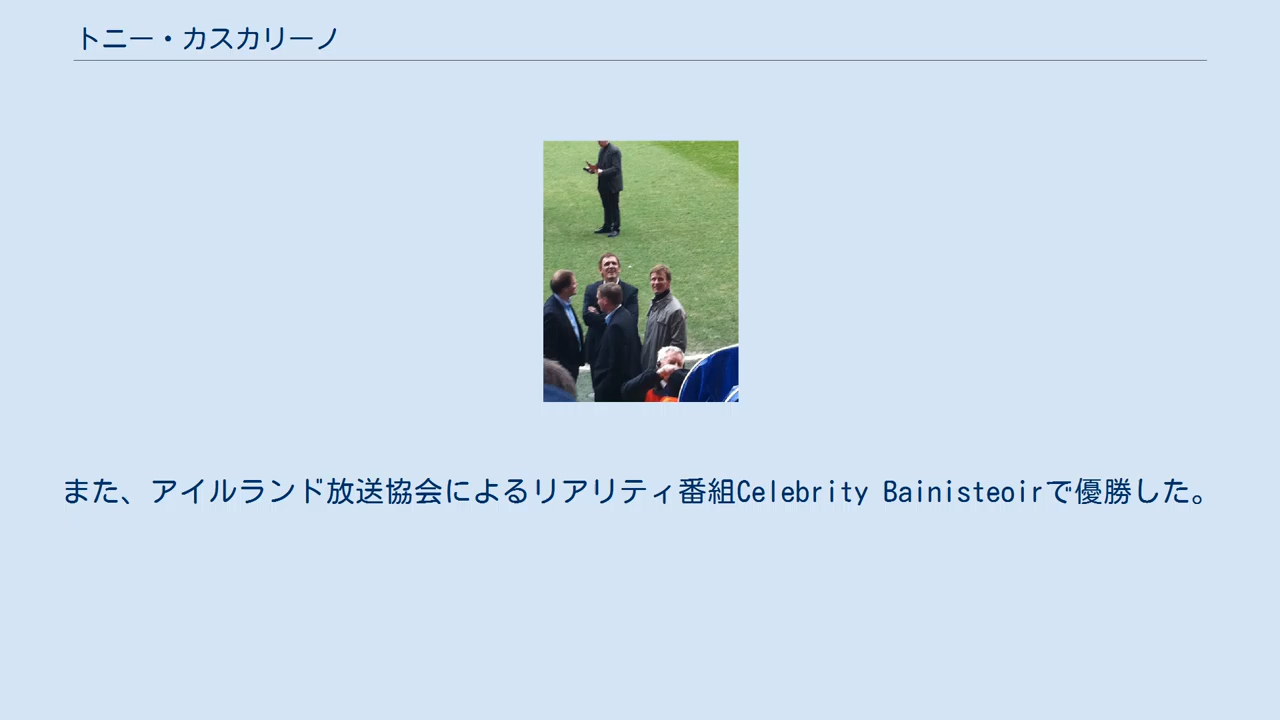 トニー・カスカリーノ
また、アイルランド放送協会によるリアリティ番組Celebrity Bainisteoirで優勝した。